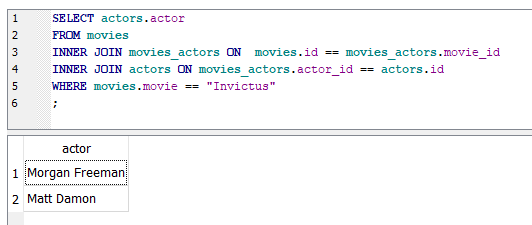 1 SELECT actors.actor
2 FROM movies
3 INNER JOIN movies_actors ON  movies.id == movies_actors.movie_id
4 INNER JOIN actors ON movies_actors.actor_id == actors.id
5 WHERE movies.movie == "Invictus"
6 ;
actor
1 Morgan Freeman
2 Matt Damon